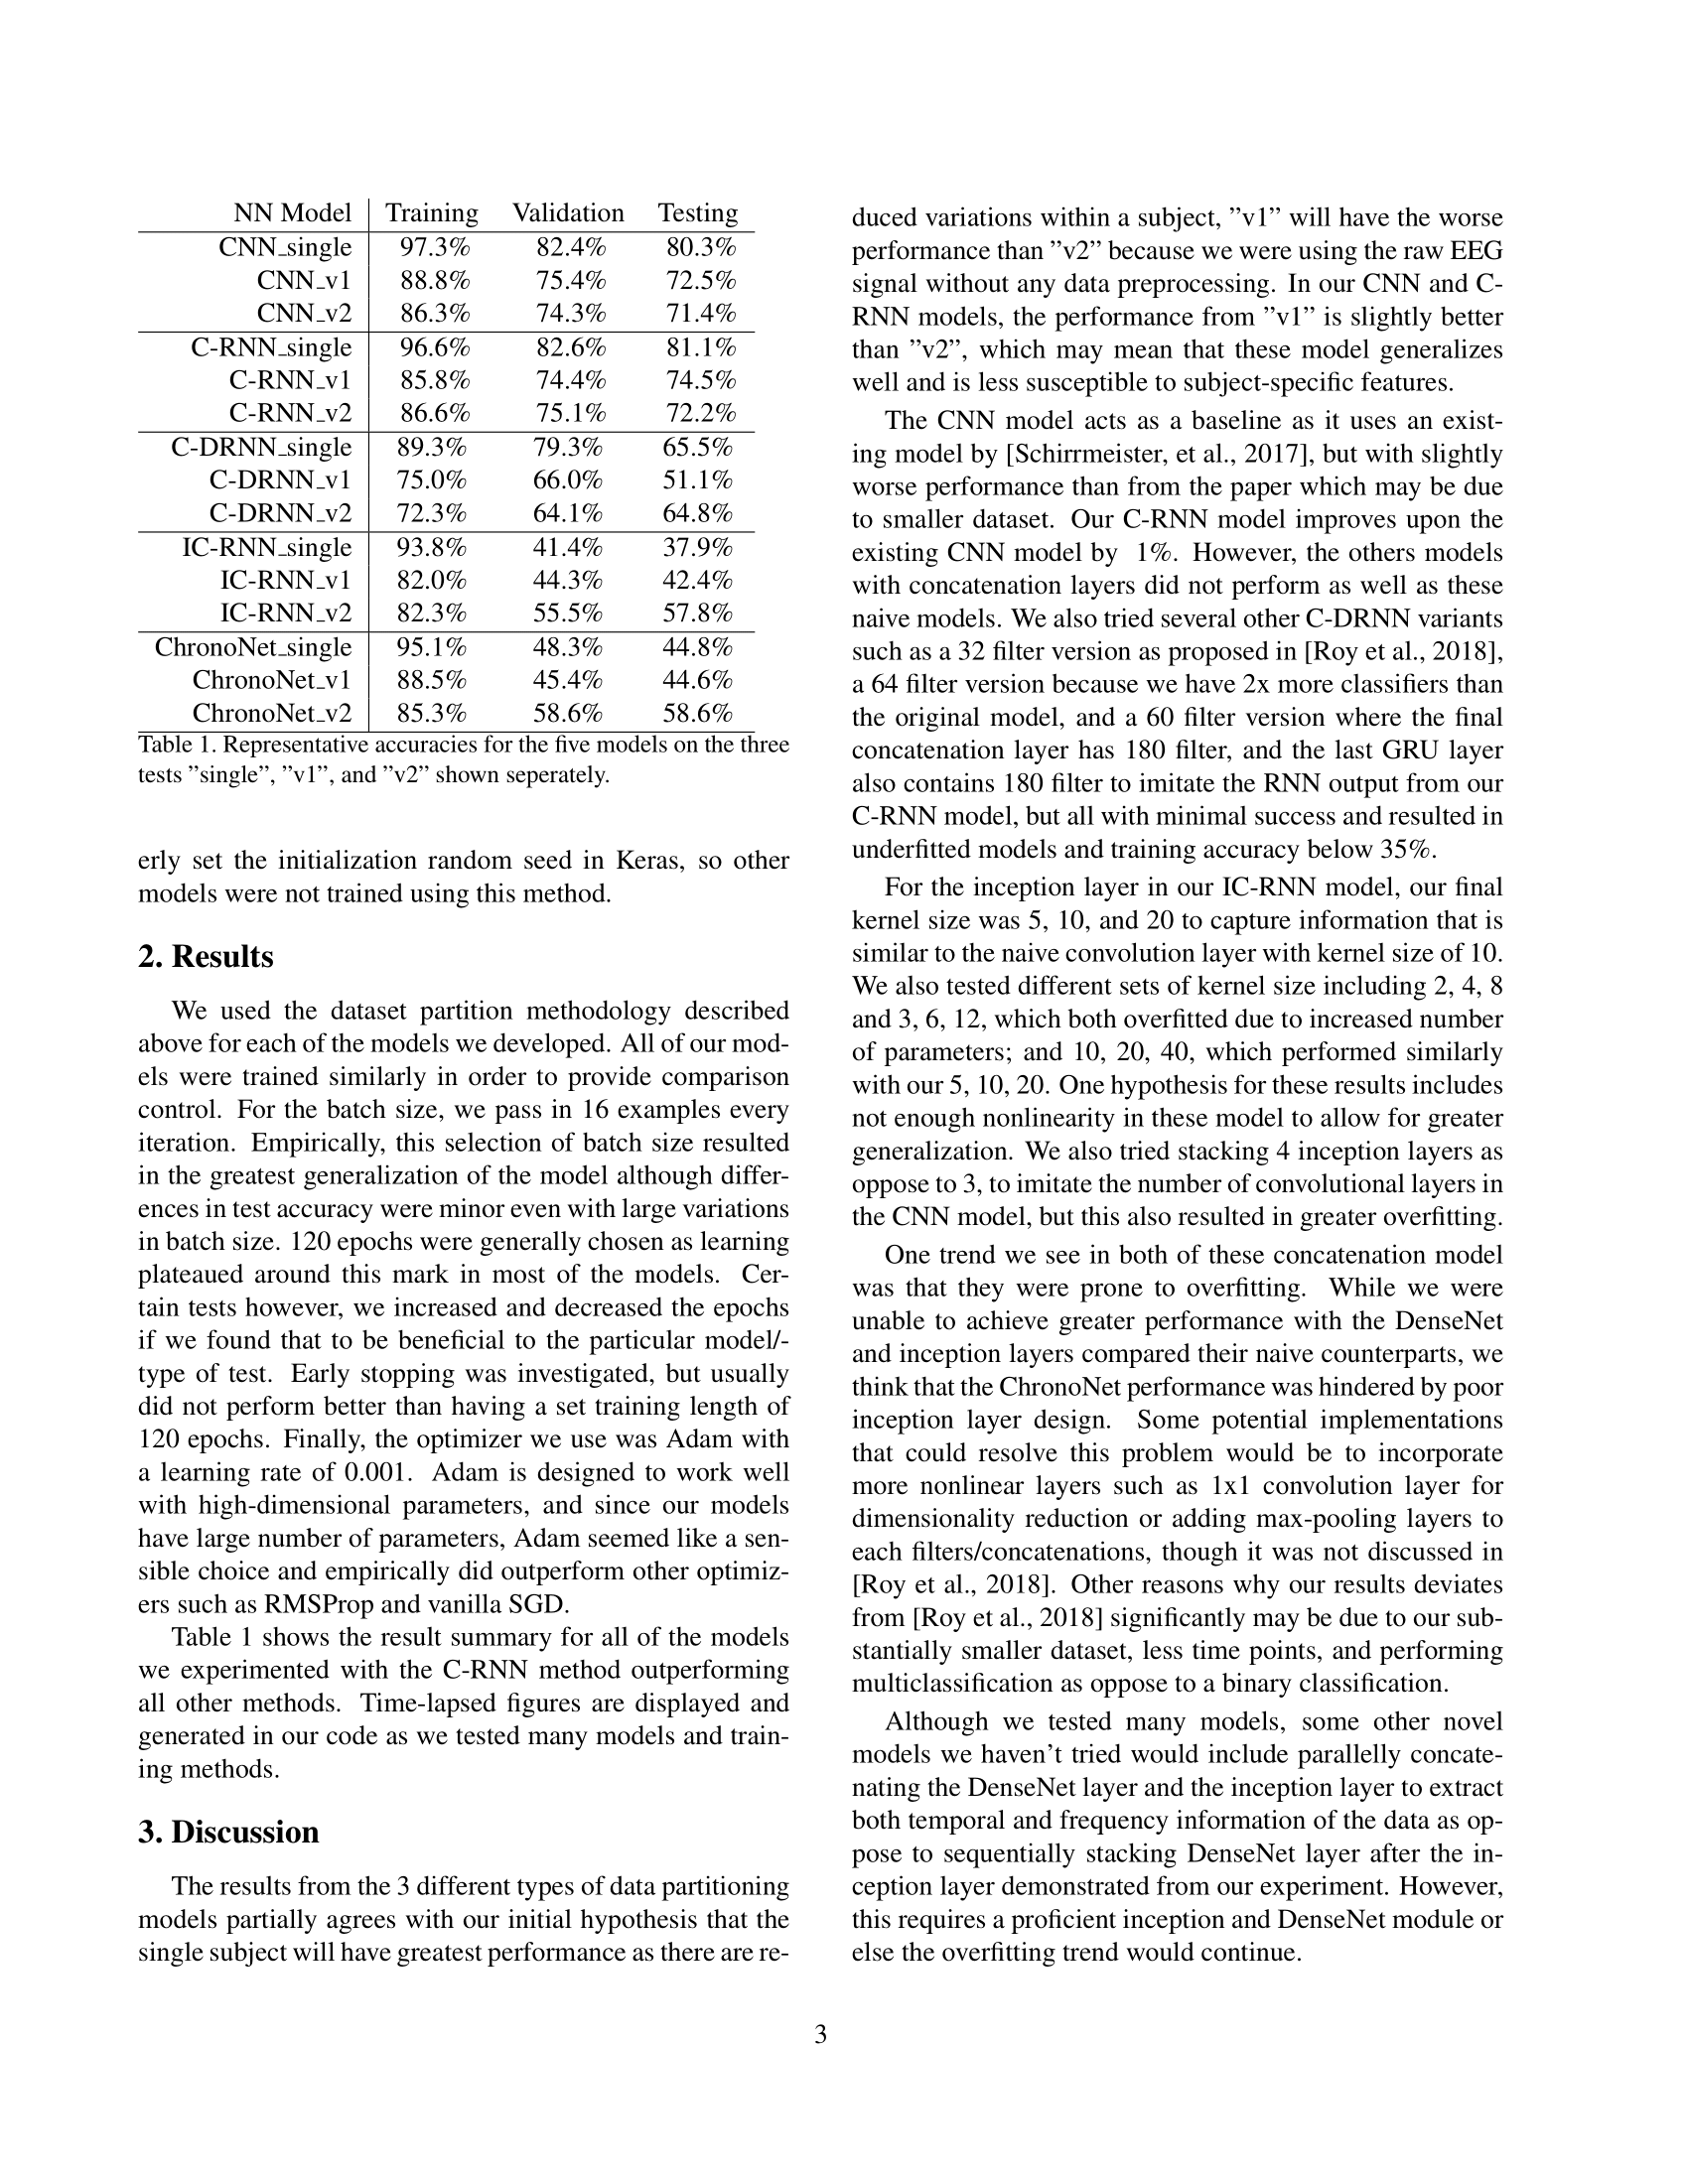 NN Model Training Validation Testing
CNN_single 97.3% 82.4% 80.3%
CNN_v1 88.8% 75.4% 72.5%
CNN_v2 86.3% 74.3% 71.4%
C-RNN_single 96.6% 82.6% 81.1%
C-RNN_v1 85.8% 74.4% 74.5%
C-RNN_v2 86.6% 75.1% 72.2%
C-DRNN_single 89.3% 79.3% 65.5%
C-DRNN_v1 75.0% 66.0% 51.1%
C-DRNN_v2 72.3% 64.1% 64.8%
IC-RNN_single 93.8% 41.4% 37.9%
IC-RNN_v1 82.0% 44.3% 42.4%
IC-RNN_v2 82.3% 55.5% 57.8%
ChronoNet_single 95.1% 48.3% 44.8%
ChronoNet_v1 88.5% 45.4% 44.6%
ChronoNet_v2 85.3% 58.6% 58.6%
Table 1. Representative accuracies for the five models on the three
tests ”single”, ”v1”, and ”v2” shown seperately.
erly set the initialization random seed in Keras, so other
models were not trained using this method.
2. Results
We used the dataset partition methodology described
above for each of the models we developed. All of our mod-
els were trained similarly in order to provide comparison
control. For the batch size, we pass in 16 examples every
iteration. Empirically, this selection of batch size resulted
in the greatest generalization of the model although differ-
ences in test accuracy were minor even with large variations
in batch size. 120 epochs were generally chosen as learning
plateaued around this mark in most of the models. Cer-
tain tests however, we increased and decreased the epochs
if we found that to be beneficial to the particular model/-
type of test. Early stopping was investigated, but usually
did not perform better than having a set training length of
120 epochs. Finally, the optimizer we use was Adam with
a learning rate of 0.001. Adam is designed to work well
with high-dimensional parameters, and since our models
have large number of parameters, Adam seemed like a sen-
sible choice and empirically did outperform other optimiz-
ers such as RMSProp and vanilla SGD.
Table 1 shows the result summary for all of the models
we experimented with the C-RNN method outperforming
all other methods. Time-lapsed figures are displayed and
generated in our code as we tested many models and train-
ing methods.
3. Discussion
The results from the 3 different types of data partitioning
models partially agrees with our initial hypothesis that the
single subject will have greatest performance as there are re-
duced variations within a subject, ”v1” will have the worse
performance than ”v2” because we were using the raw EEG
signal without any data preprocessing. In our CNN and C-
RNN models, the performance from ”v1” is slightly better
than ”v2”, which may mean that these model generalizes
well and is less susceptible to subject-specific features.
The CNN model acts as a baseline as it uses an exist-
ing model by [Schirrmeister, et al., 2017], but with slightly
worse performance than from the paper which may be due
to smaller dataset. Our C-RNN model improves upon the
existing CNN model by 1%. However, the others models
with concatenation layers did not perform as well as these
naive models. We also tried several other C-DRNN variants
such as a 32 filter version as proposed in [Roy et al., 2018],
a 64 filter version because we have 2x more classifiers than
the original model, and a 60 filter version where the final
concatenation layer has 180 filter, and the last GRU layer
also contains 180 filter to imitate the RNN output from our
C-RNN model, but all with minimal success and resulted in
underfitted models and training accuracy below 35%.
For the inception layer in our IC-RNN model, our final
kernel size was 5, 10, and 20 to capture information that is
similar to the naive convolution layer with kernel size of 10.
We also tested different sets of kernel size including 2, 4, 8
and 3, 6, 12, which both overfitted due to increased number
of parameters; and 10, 20, 40, which performed similarly
with our 5, 10, 20. One hypothesis for these results includes
not enough nonlinearity in these model to allow for greater
generalization. We also tried stacking 4 inception layers as
oppose to 3, to imitate the number of convolutional layers in
the CNN model, but this also resulted in greater overfitting.
One trend we see in both of these concatenation model
was that they were prone to overfitting. While we were
unable to achieve greater performance with the DenseNet
and inception layers compared their naive counterparts, we
think that the ChronoNet performance was hindered by poor
inception layer design. Some potential implementations
that could resolve this problem would be to incorporate
more nonlinear layers such as 1x1 convolution layer for
dimensionality reduction or adding max-pooling layers to
each filters/concatenations, though it was not discussed in
[Roy et al., 2018]. Other reasons why our results deviates
from [Roy et al., 2018] significantly may be due to our sub-
stantially smaller dataset, less time points, and performing
multiclassification as oppose to a binary classification.
Although we tested many models, some other novel
models we haven’t tried would include parallelly concate-
nating the DenseNet layer and the inception layer to extract
both temporal and frequency information of the data as op-
pose to sequentially stacking DenseNet layer after the in-
ception layer demonstrated from our experiment. However,
this requires a proficient inception and DenseNet module or
else the overfitting trend would continue.
3